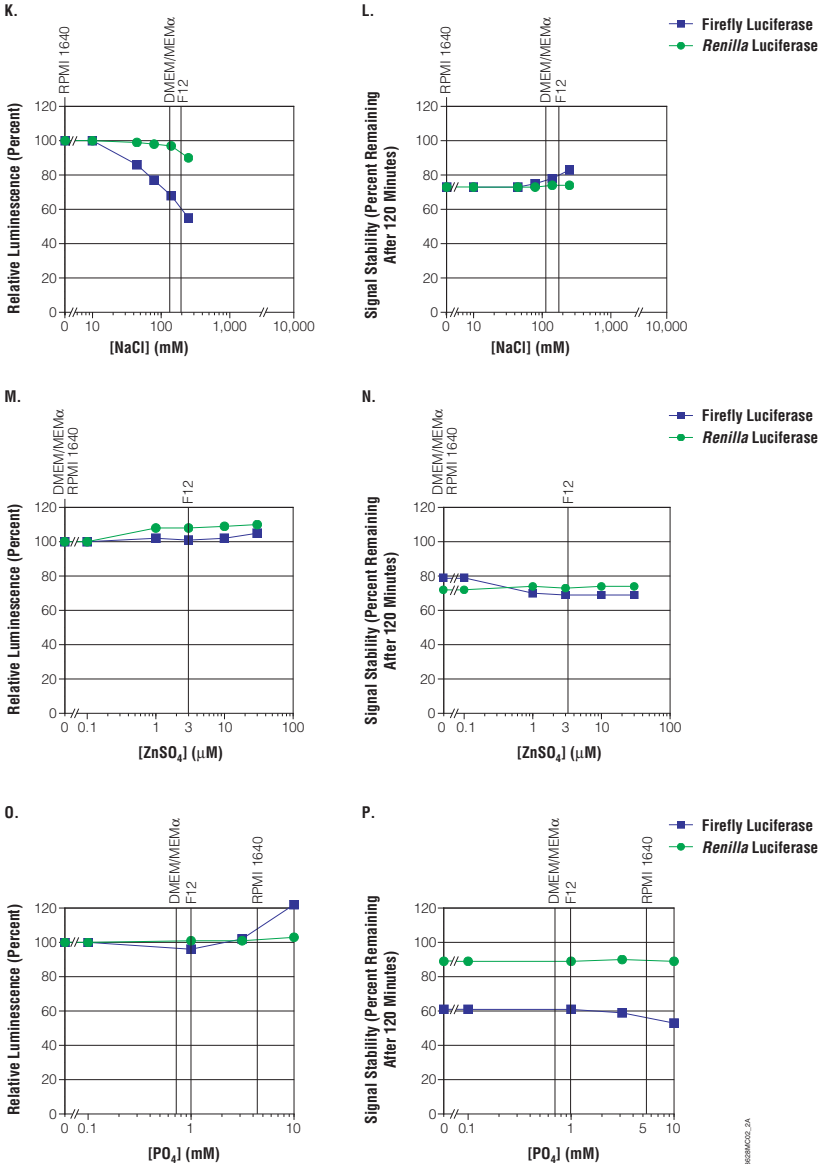 K.
L.
Firefly Luciferase
Renilla Luciferase
RPMI 1640
DMEM/MEMα
F12
RPMI 1640
DMEM/MEMα
F12
Relative Luminescence (Percent)
120
100
80
60
40
20
0
0 10 100 1,000 10,000
[NaCl] (mM)
Signal Stability (Percent Remaining
After 120 Minutes)
120
100
80
60
40
20
0
0 10 100 1,000 10,000
[NaCl] (mM)
M.
N.
Firefly Luciferase
Renilla Luciferase
DMEM/MEMα
RPMI 1640
F12
DMEM/MEMα
RPMI 1640
F12
Relative Luminescence (Percent)
120
100
80
60
40
20
0
0 0.1 1 3 10 100
[ZnSO₄] (μM)
Signal Stability (Percent Remaining
After 120 Minutes)
120
100
80
60
40
20
0
0 0.1 1 3 10 100
[ZnSO₄] (μM)
O.
P.
Firefly Luciferase
Renilla Luciferase
DMEM/MEMα
F12
RPMI 1640
DMEM/MEMα
F12
RPMI 1640
Relative Luminescence (Percent)
120
100
80
60
40
20
0
0 0.1 1 10
[PO₄] (mM)
Signal Stability (Percent Remaining
After 120 Minutes)
120
100
80
60
40
20
0
0 0.1 1 5 10
[PO₄] (mM)